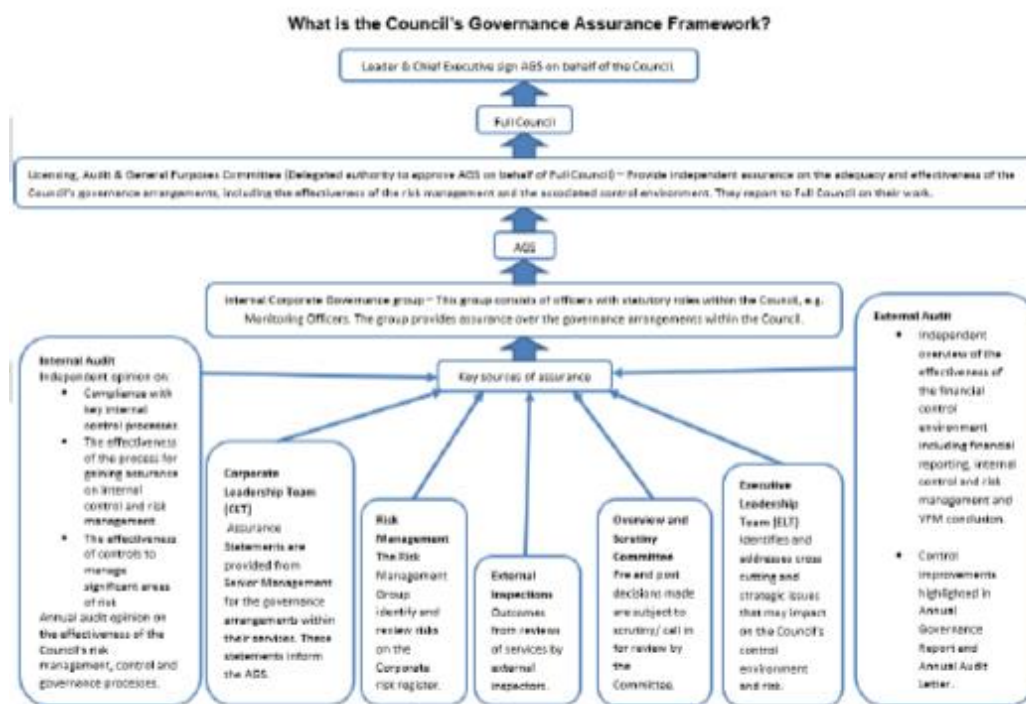 What is the Council's Governance Assurance Framework?
Leader & Chief Executive sign AGS on behalf of the Council.
Full Council
Licensing, Audit & General Purposes Committee (Delegated authority to approve AGS on behalf of Full Council) – Provide independent assurance on the adequacy and effectiveness of the
Council's governance arrangements, including the effectiveness of the risk management and the associated control environment. They report to Full Council on their work.
AGS
Internal Corporate Governance group – This group consists of officers with statutory roles within the Council, e.g.
Monitoring Officers. The group provides assurance over the governance arrangements within the Council.
Key sources of assurance
Internal Audit
Independent opinion on:
Compliance with
key internal
control processes
The effectiveness
of the process for
gaining assurance
on internal
control and risk
management
The effectiveness
of controls to
manage
significant areas
of risk
Annual audit opinion on
the effectiveness of the
Council's risk
management, control and
governance processes.
Corporate
Leadership Team
(CLT)
Assurance
Statements are
provided from
Senior Management
for the governance
arrangements within
their services. These
statements inform
the AGS.
Risk
Management
The Risk
Management
Group
identify and
review risks
on the
Corporate
risk register.
External
Inspections
Outcomes
from reviews
of services by
external
inspectors.
Overview and
Scrutiny
Committee
Pre and post
decisions made
are subject to
scrutiny/ call in
for review by
the
Committee.
Executive
Leadership
Team (ELT)
Identifies and
addresses cross
cutting and
strategic issues
that may impact
on the Council's
control
environment
and risk.
External Audit
Independent
overview of the
effectiveness of
the financial
control
environment
including financial
reporting, internal
control and risk
management and
VFM conclusion.
Control
improvements
highlighted in
Annual
Governance
Report and
Annual Audit
Letter.